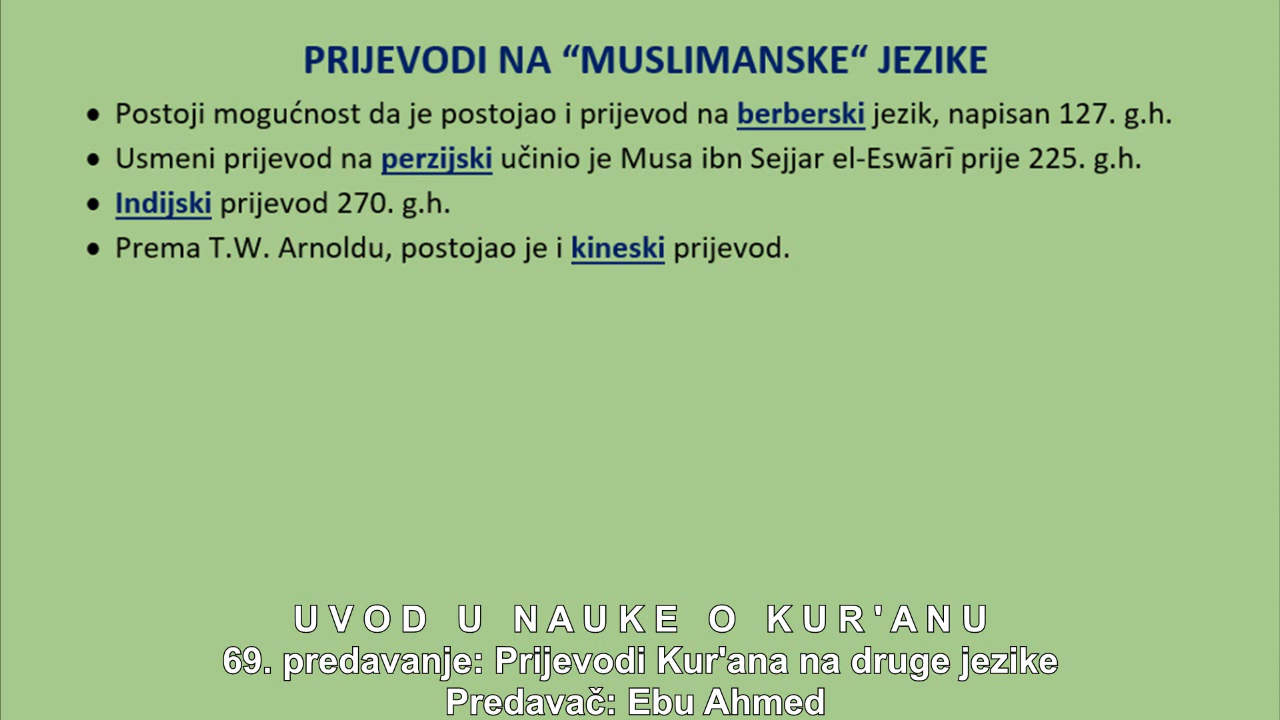 PRIJEVODI NA “MUSLIMANSKE“ JEZIKE
• Postoji mogućnost da je postojao i prijevod na berberski jezik, napisan 127. g.h.
• Usmeni prijevod na perzijski učinio je Musa ibn Sejjar el-Eswārī prije 225. g.h.
• Indijski prijevod 270. g.h.
• Prema T.W. Arnoldu, postojao je i kineski prijevod.
UVOD U NAUKE O KUR'ANU
69. predavanje: Prijevodi Kur'ana na druge jezike
Predavač: Ebu Ahmed